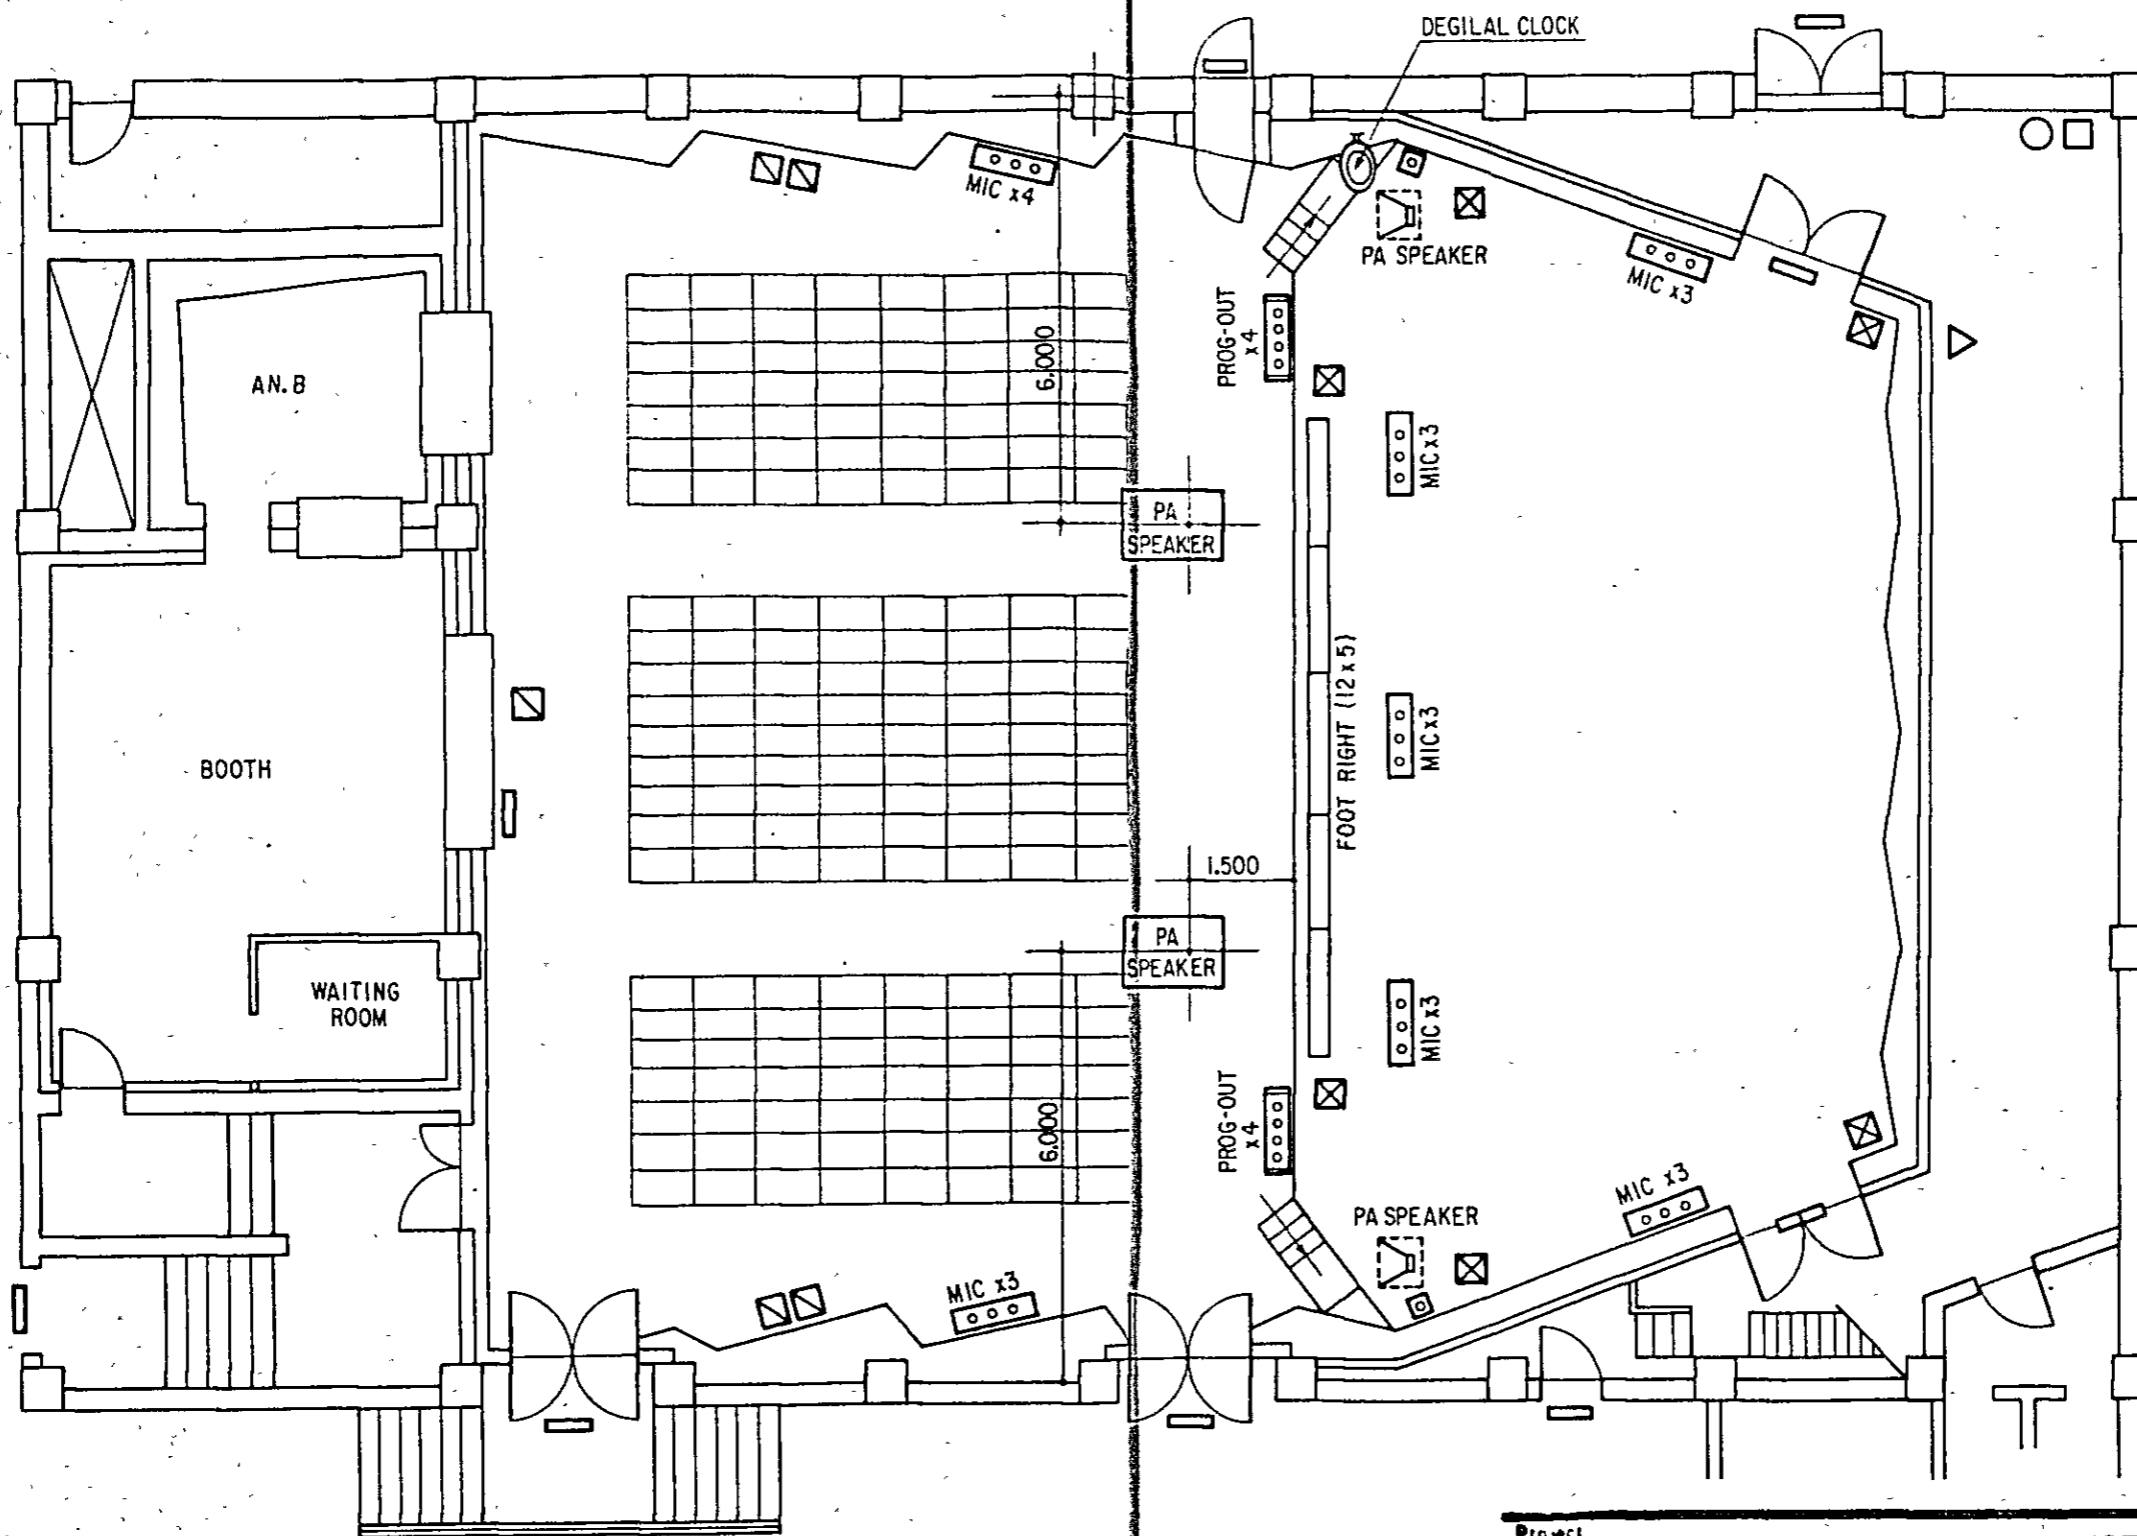 DEGILAL CLOCK
MIC x4
PA SPEAKER
MIC x3
PROG-OUT
x4
6.000
AN.B
MIC x3
PA
SPEAKER
FOOT RIGHT (12x5)
MIC x3
BOOTH
1.500
PA
SPEAKER
WAITING
ROOM
MIC x3
PROG-OUT
x4
6.000
MIC x3
PA SPEAKER
MIC x3
Project